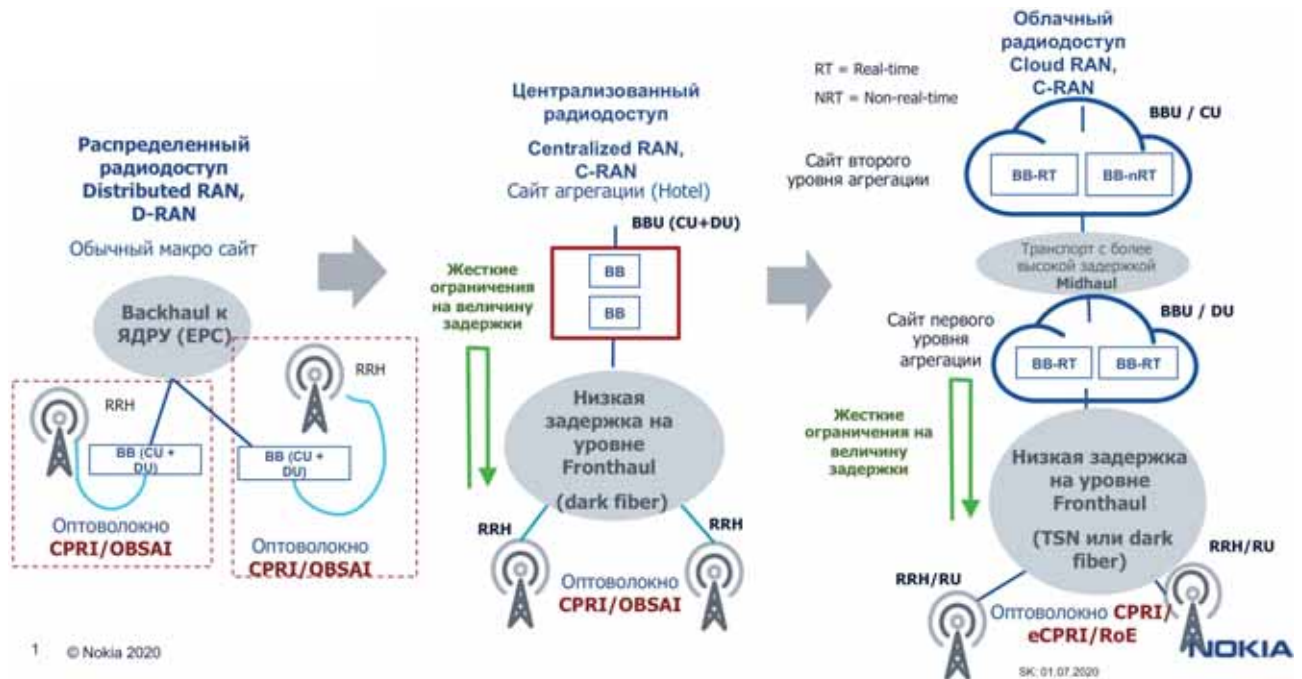 Распределенный
радиодоступ
Distributed RAN,
D-RAN
Обычный макро сайт
Backhaul к
ЯДРУ (EPC)
RRH
RRH
BB (CU +
DU)
BB (CU +
DU)
Оптоволокно
CPRI/OBSAI
Оптоволокно
CPRI/OBSAI
Централизованный
радиодоступ
Centralized RAN,
C-RAN
Сайт агрегации (Hotel)
BBU (CU+DU)
BB
BB
Жесткие
ограничения
на величину
задержки
Низкая
задержка на
уровне
Fronthaul
(dark fiber)
RRH
RRH
Оптоволокно
CPRI/OBSAI
Облачный
радиодоступ
Cloud RAN,
C-RAN
RT = Real-time
NRT = Non-real-time
BBU / CU
Сайт второго
уровня агрегации
BB-RT
BB-nRT
Транспорт с более
высокой задержкой
Midhaul
BBU / DU
Сайт первого
уровня
агрегации
BB-RT
BB-RT
Жесткие
ограничения на
величину
задержки
Низкая задержка
на уровне
Fronthaul
(TSN или dark
fiber)
RRH/RU
RRH/RU
Оптоволокно CPRI/
eCPRI/RoE
1 © Nokia 2020
NOKIA
SK: 01.07.2020